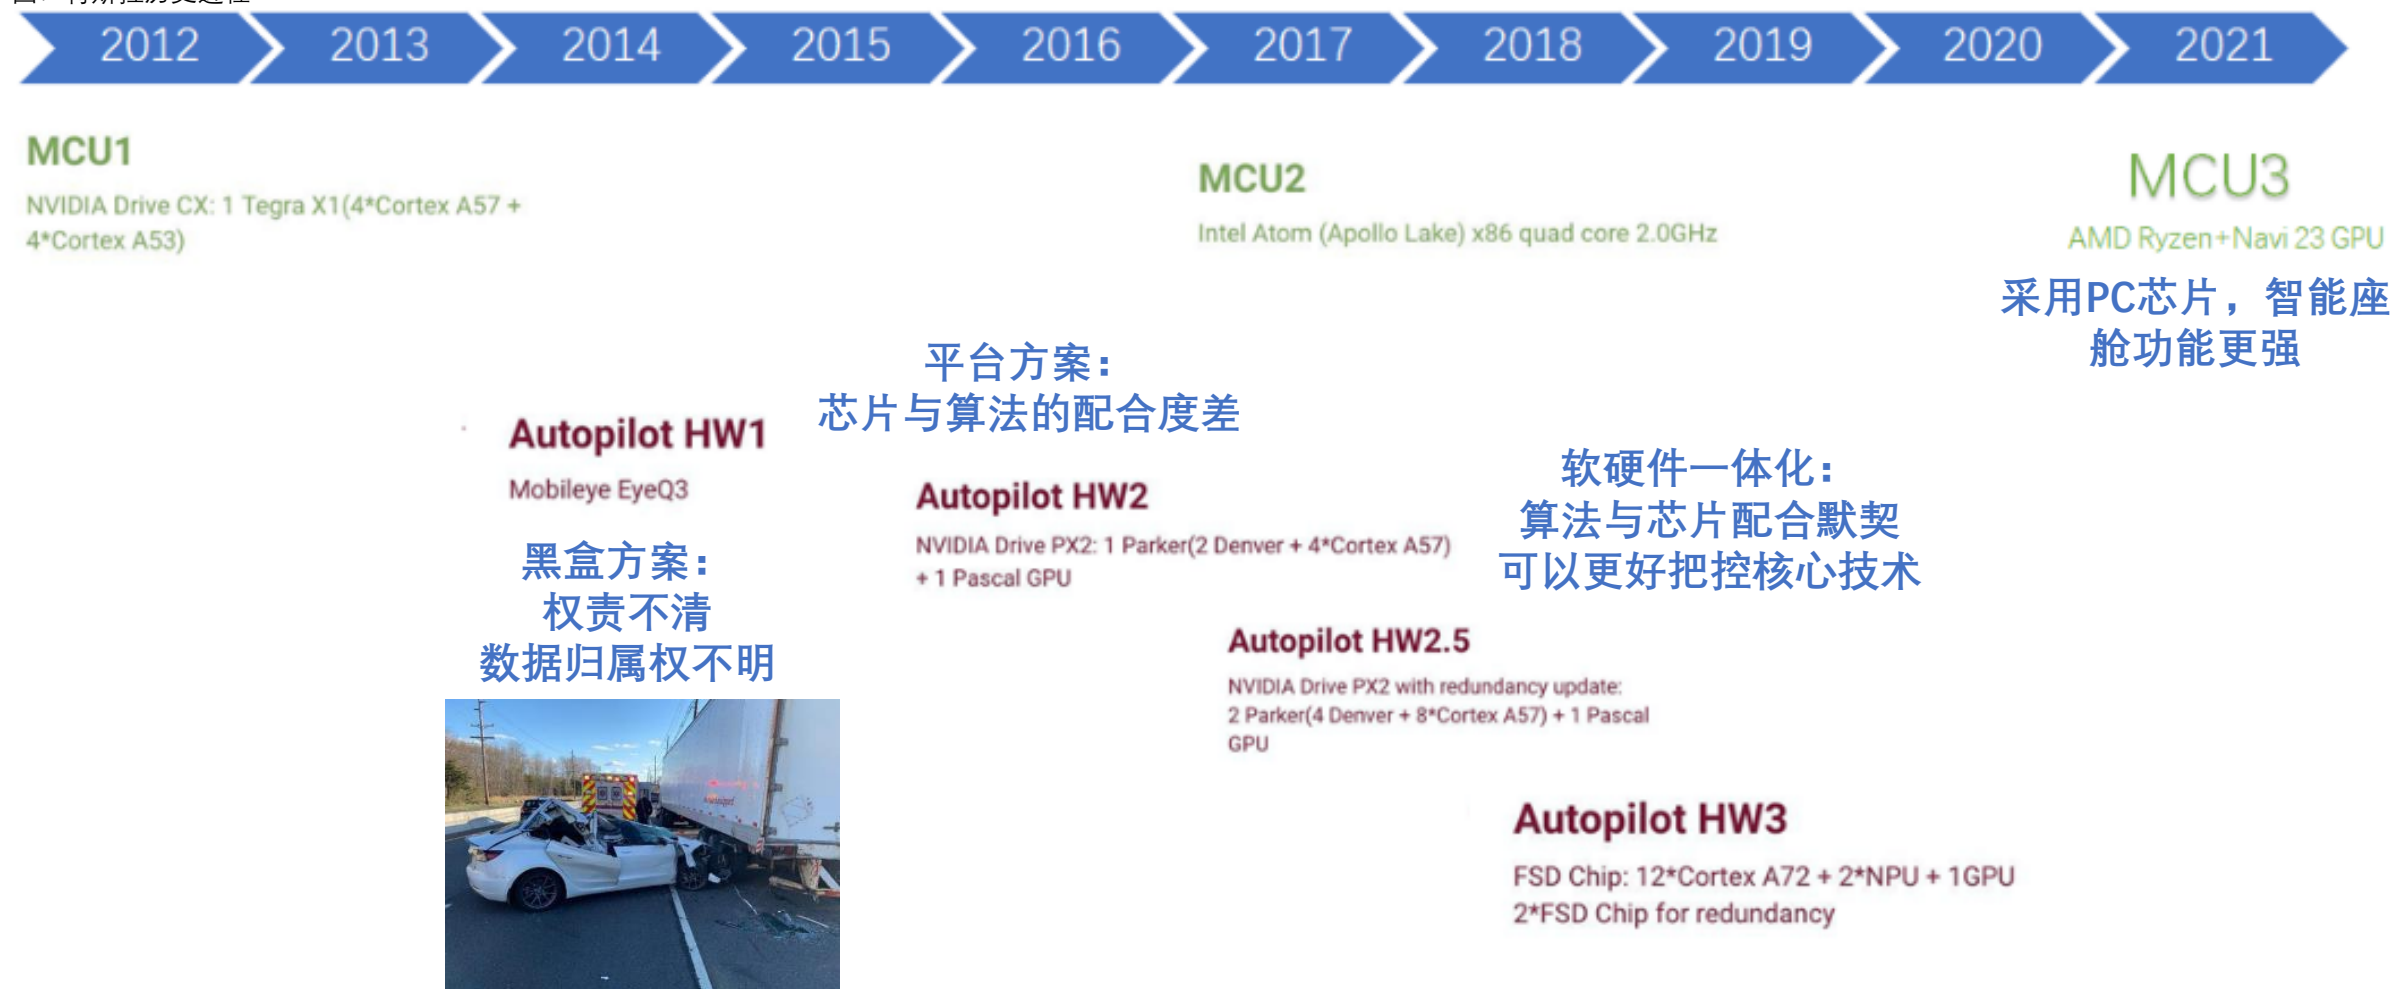 2012 2013 2014 2015 2016 2017 2018 2019 2020 2021
MCU1
NVIDIA Drive CX: 1 Tegra X1(4*Cortex A57 +
4*Cortex A53)
MCU2
Intel Atom (Apollo Lake) x86 quad core 2.0GHz
MCU3
AMD Ryzen+Navi 23 GPU
采用PC芯片，智能座
舱功能更强
Autopilot HW1
Mobileye EyeQ3
黑盒方案：
权责不清
数据归属权不明
平台方案：
芯片与算法的配合度差
Autopilot HW2
NVIDIA Drive PX2: 1 Parker(2 Denver + 4*Cortex A57)
+ 1 Pascal GPU
Autopilot HW2.5
NVIDIA Drive PX2 with redundancy update:
2 Parker(4 Denver + 8*Cortex A57) + 1 Pascal
GPU
软硬件一体化：
算法与芯片配合默契
可以更好把控核心技术
Autopilot HW3
FSD Chip: 12*Cortex A72 + 2*NPU + 1GPU
2*FSD Chip for redundancy